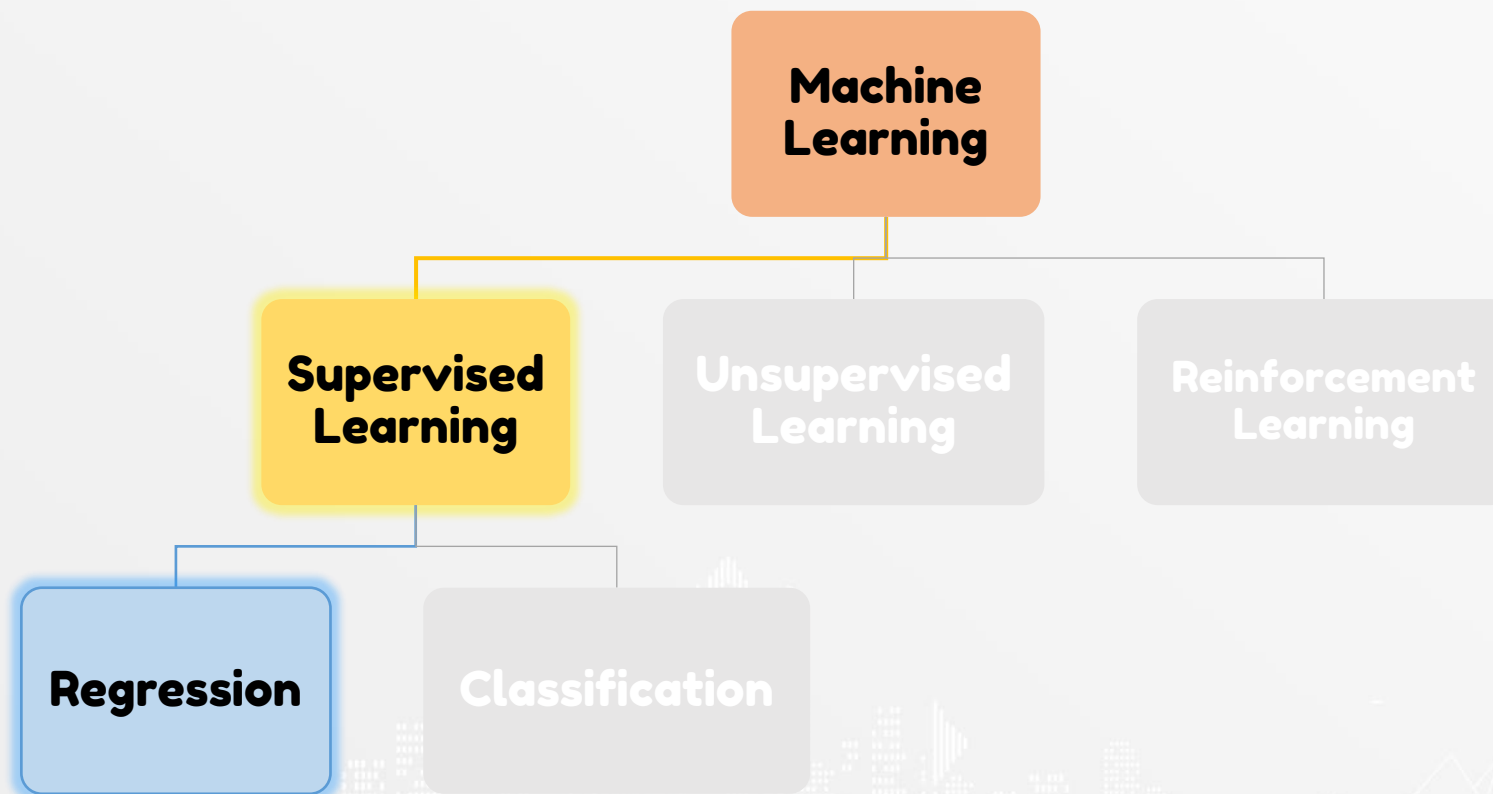 Machine
Learning
Supervised
Learning
Unsupervised
Learning
Reinforcement
Learning
Regression
Classification